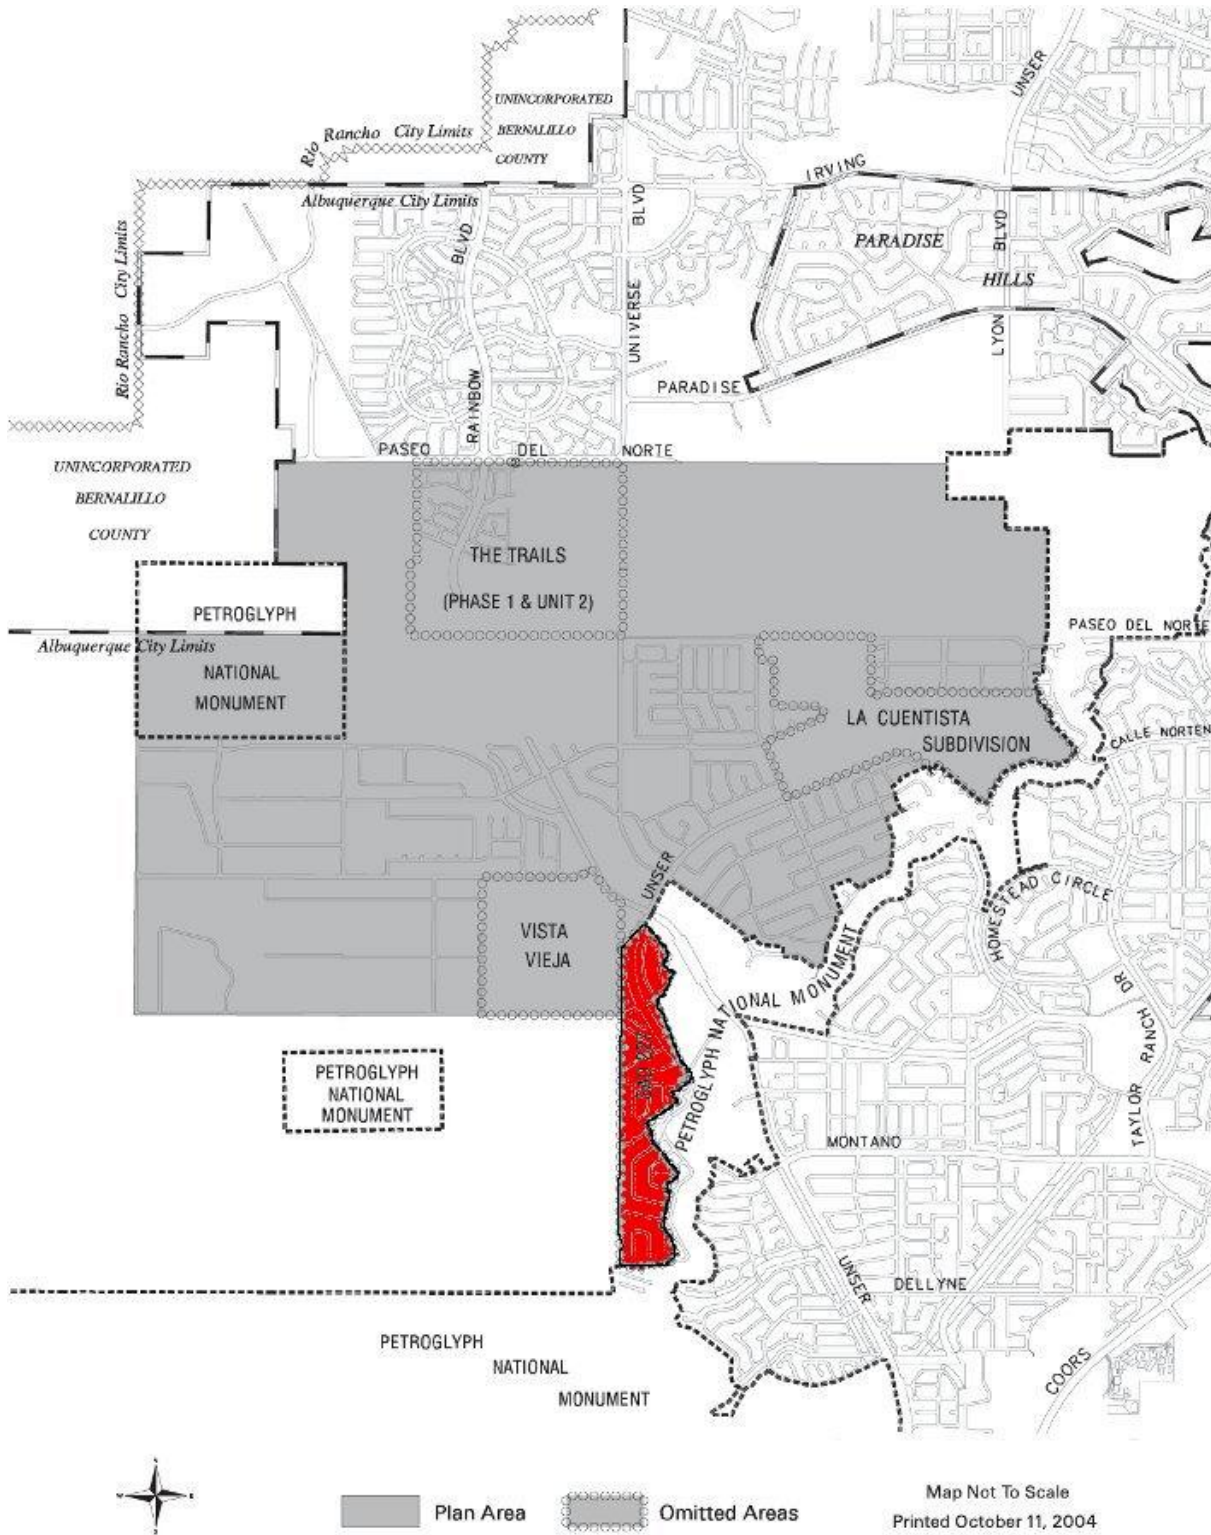 UNSER
UNINCORPORATED
BERNALILLO
COUNTY
Rio Rancho City Limits
IRVING
Albuquerque City Limits
BLVD
BLVD
BLVD
PARADISE
HILLS
Rio Rancho City Limits
UNIVERSE
LYON
RAINBOW
PARADISE
PASEO DEL NORTE
UNINCORPORATED
BERNALILLO
COUNTY
THE TRAILS
(PHASE 1 & UNIT 2)
PETROGLYPH
PASEO DEL NORTE
Albuquerque City Limits
NATIONAL
MONUMENT
LA CUENTISTA
SUBDIVISION
CALLE NORTEN
UNSER
HOMESTEAD CIRCLE
VISTA
VIEJA
PETROGLYPH NATIONAL MONUMENT
TAYLOR RANCH DR
PETROGLYPH
NATIONAL
MONUMENT
MONTANO
UNSER
DELLYNE
PETROGLYPH
NATIONAL
MONUMENT
COORS
N
W
E
S
Plan Area
Omitted Areas
Map Not To Scale
Printed October 11, 2004